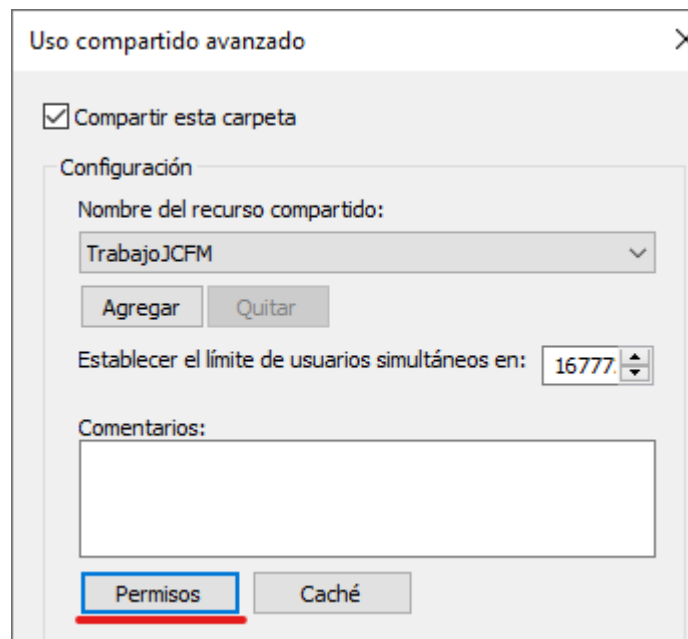 Uso compartido avanzado
Compartir esta carpeta
Configuración
Nombre del recurso compartido:
TrabajoJCFM
Agregar Quitar
Establecer el límite de usuarios simultáneos en: 16777
Comentarios:
Permisos Caché